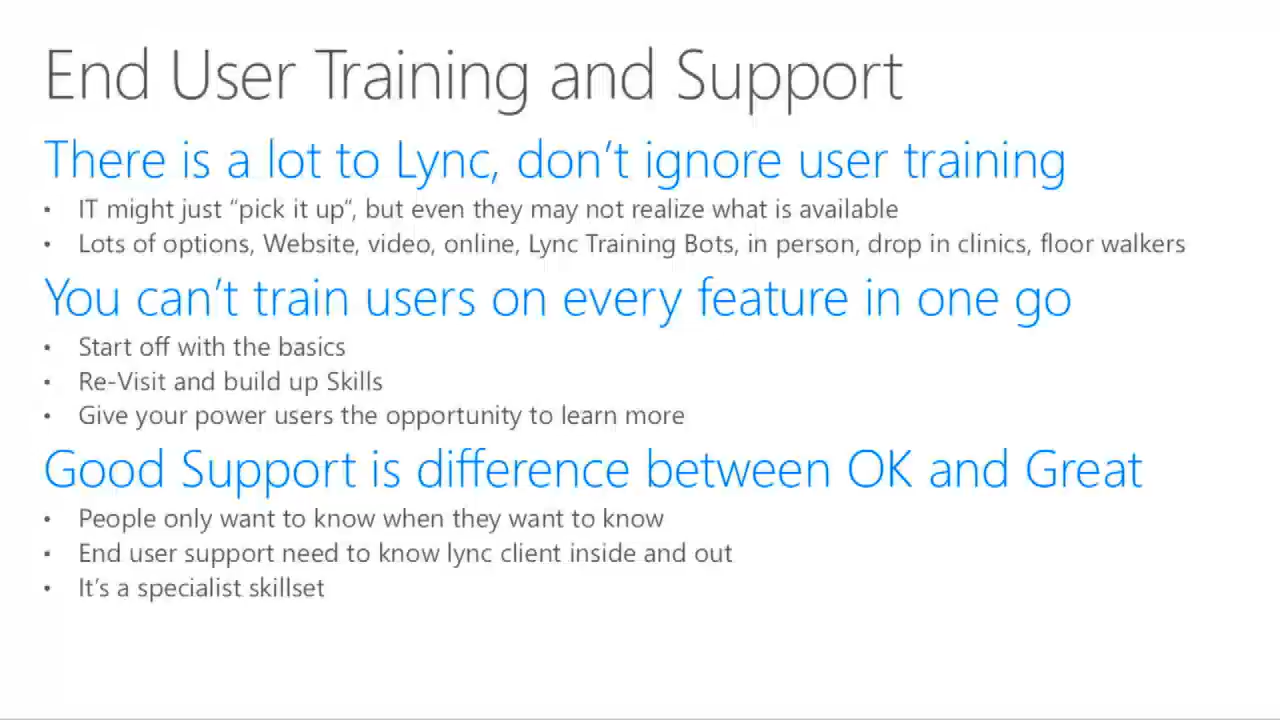 End User Training and Support
There is a lot to Lync, don’t ignore user training
• IT might just “pick it up“, but even they may not realize what is available
• Lots of options, Website, video, online, Lync Training Bots, in person, drop in clinics, floor walkers
You can’t train users on every feature in one go
• Start off with the basics
• Re-Visit and build up Skills
• Give your power users the opportunity to learn more
Good Support is difference between OK and Great
• People only want to know when they want to know
• End user support need to know lync client inside and out
• It’s a specialist skillset